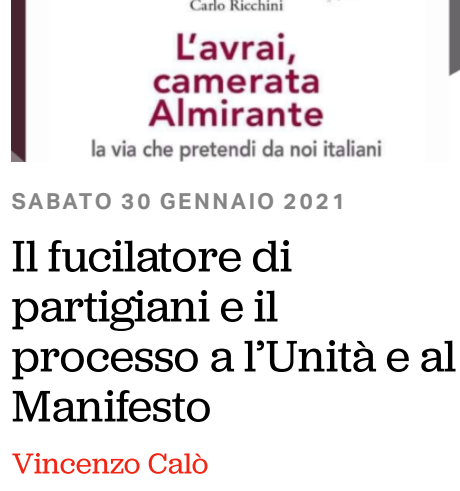 Carlo Ricchini
L'avrai,
camerata
Almirante
la via che pretendi da noi italiani
SABATO 30 GENNAIO 2021
Il fucilatore di
partigiani e il
processo a l'Unità e al
Manifesto
Vincenzo Calò